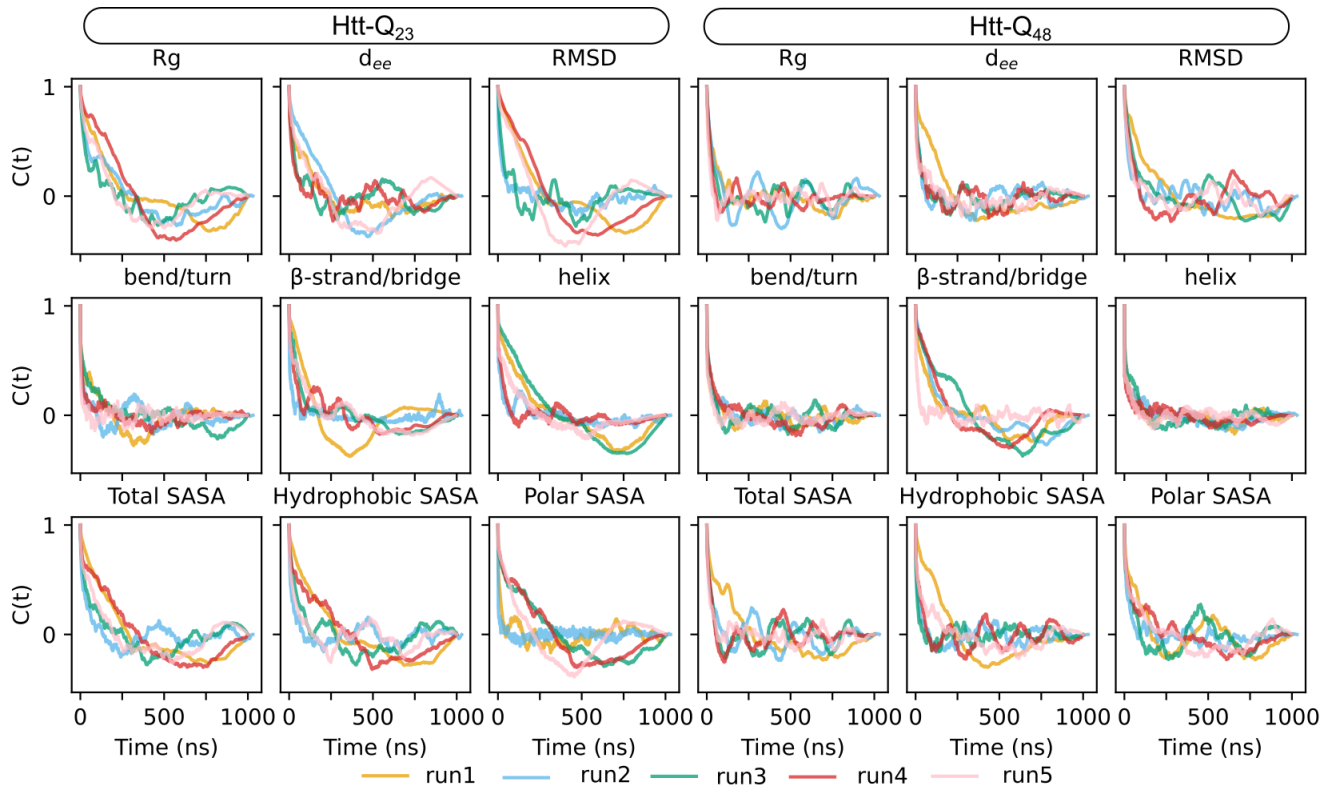 Htt-Q23 Htt-Q48
Rg dee RMSD Rg dee RMSD
1
C(t)
0
bend/turn β-strand/bridge helix bend/turn β-strand/bridge helix
1
C(t)
0
Total SASA Hydrophobic SASA Polar SASA Total SASA Hydrophobic SASA Polar SASA
1
C(t)
0
0 500 1000 0 500 1000 0 500 1000 0 500 1000 0 500 1000 0 500 1000
Time (ns) Time (ns) Time (ns) Time (ns) Time (ns) Time (ns)
run1 run2 run3 run4 run5